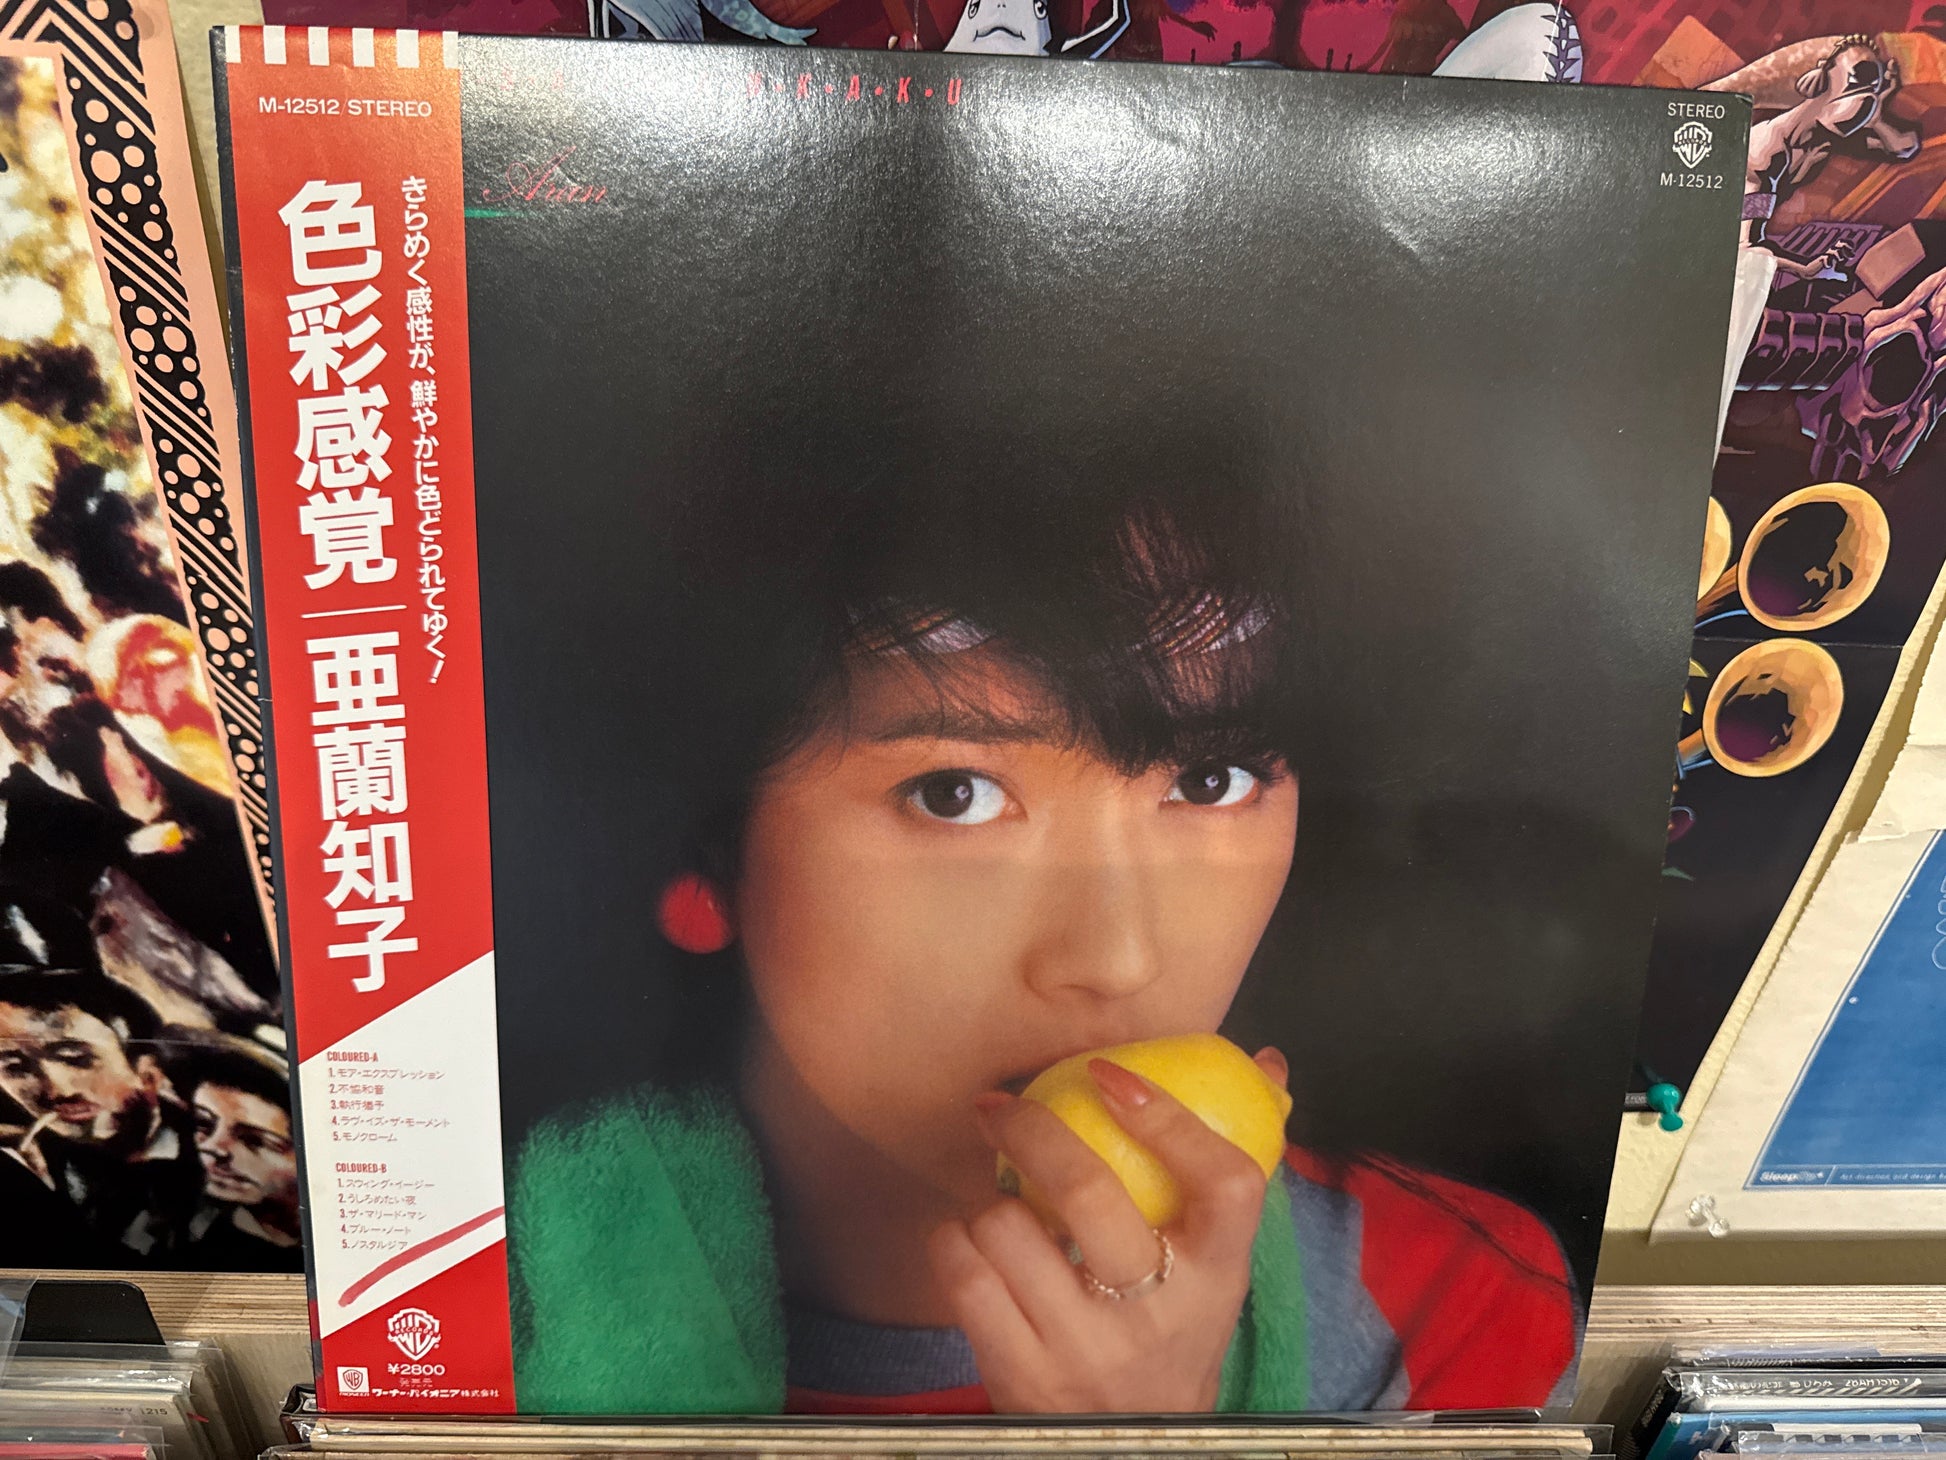 M-12512/STEREO
きらめく感性が、鮮やかに色どられてゆく!
色彩感覚 亜蘭知子
COLOURED-A
1.モア・エクスプレッション
2.不協和音
3.執行猶予
4.ラヴ・イズ・ザ・モーメント
5.モノクローム
COLOURED-B
1.スウィング・イージー
2.うしろめたい夜
3.ザ・マリード・マン
4.ブルー・ノート
5.ノスタルジア
RECORDS
¥2800
PIONEER
ワーナー・パイオニア株式会社
U・K・A・K・U
Aran
STEREO
M-12512